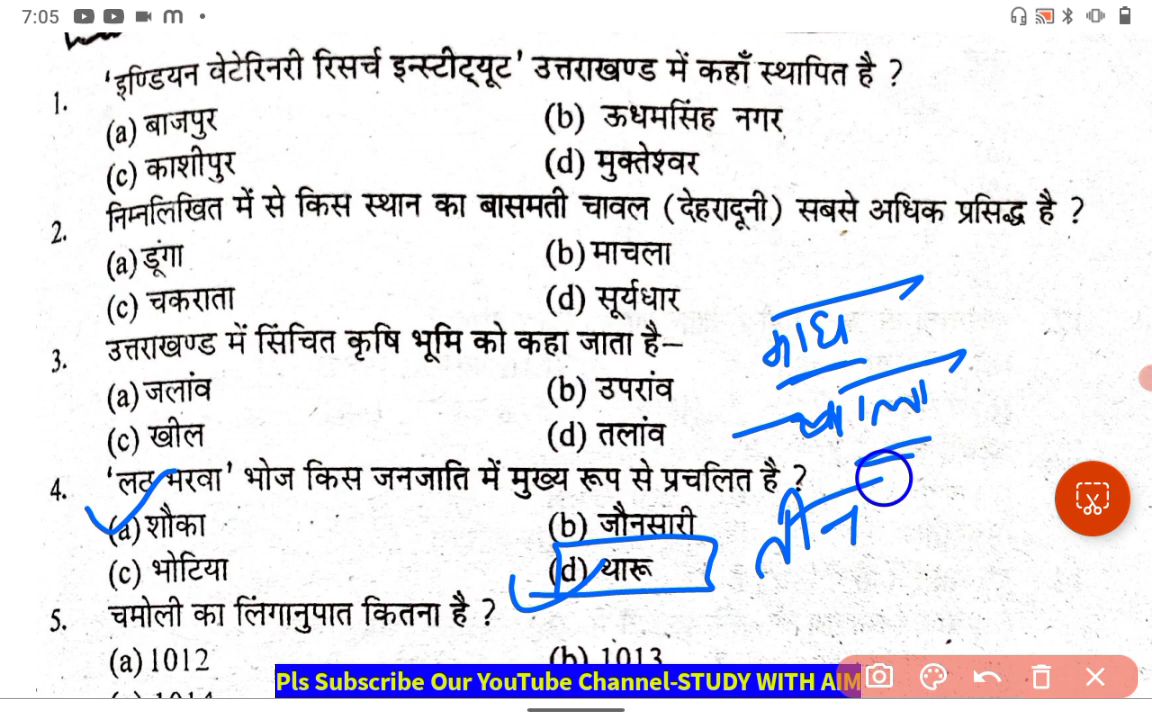 7:05
1. 'इण्डियन वेटेरिनरी रिसर्च इन्स्टीट्यूट' उत्तराखण्ड में कहाँ स्थापित है ?
(a) बाजपुर (b) ऊधमसिंह नगर
(c) काशीपुर (d) मुक्तेश्वर
2. निम्नलिखित में से किस स्थान का बासमती चावल (देहरादूनी) सबसे अधिक प्रसिद्ध है ?
(a) डूंगा (b) माचला
(c) चकराता (d) सूर्यधार
3. उत्तराखण्ड में सिंचित कृषि भूमि को कहा जाता है–
(a) जलांव (b) उपरांव
(c) खील (d) तलांव
माघ
4. 'लठ भरवा' भोज किस जनजाति में मुख्य रूप से प्रचलित है ?
(a) शौका (b) जौनसारी
(c) भोटिया (d) थारू
तीन
5. चमोली का लिंगानुपात कितना है ?
(a) 1012 (b) 1013
Pls Subscribe Our YouTube Channel-STUDY WITH AIM